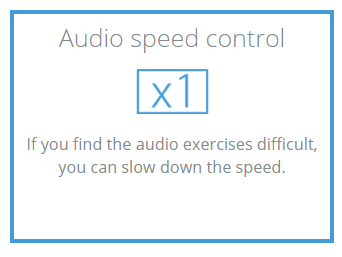 Audio speed control
x1
If you find the audio exercises difficult,
you can slow down the speed.